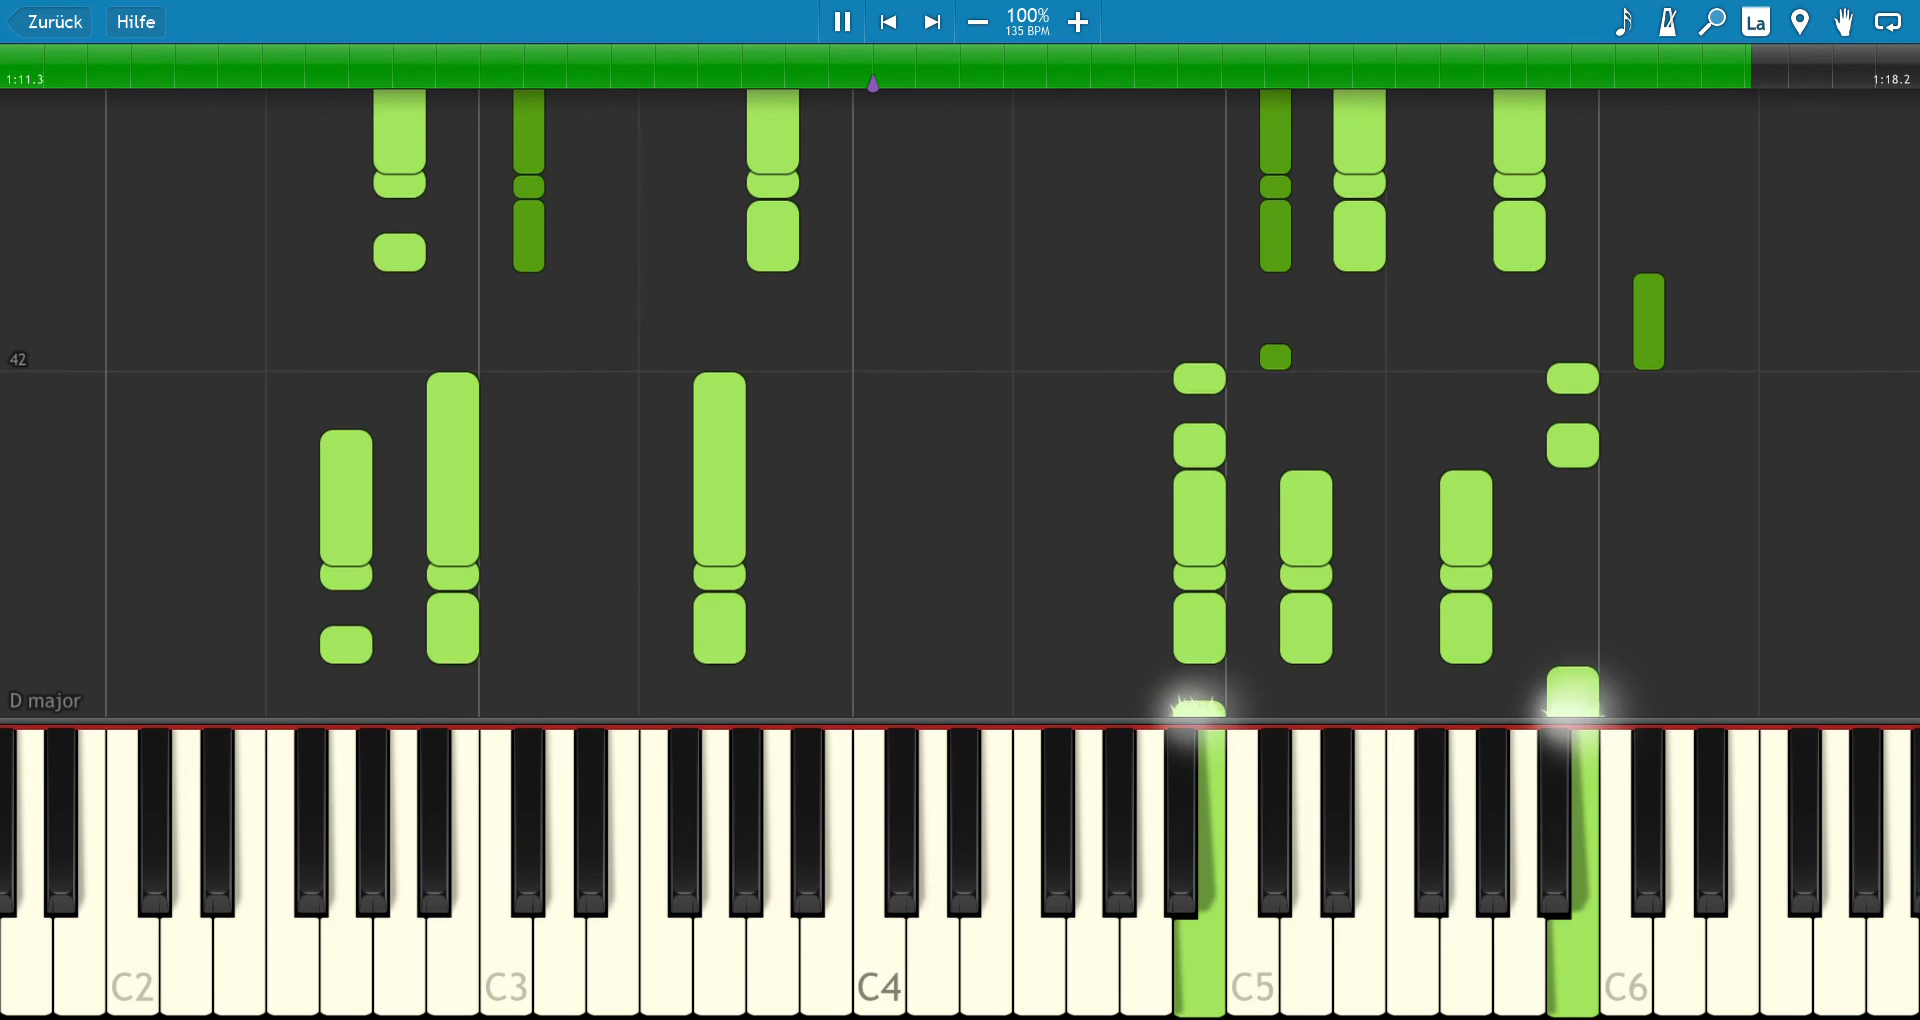 Zurück
Hilfe
100%
135 BPM
La
1:11.3
1:18.2
42
D major
C2
C3
C4
C5
C6